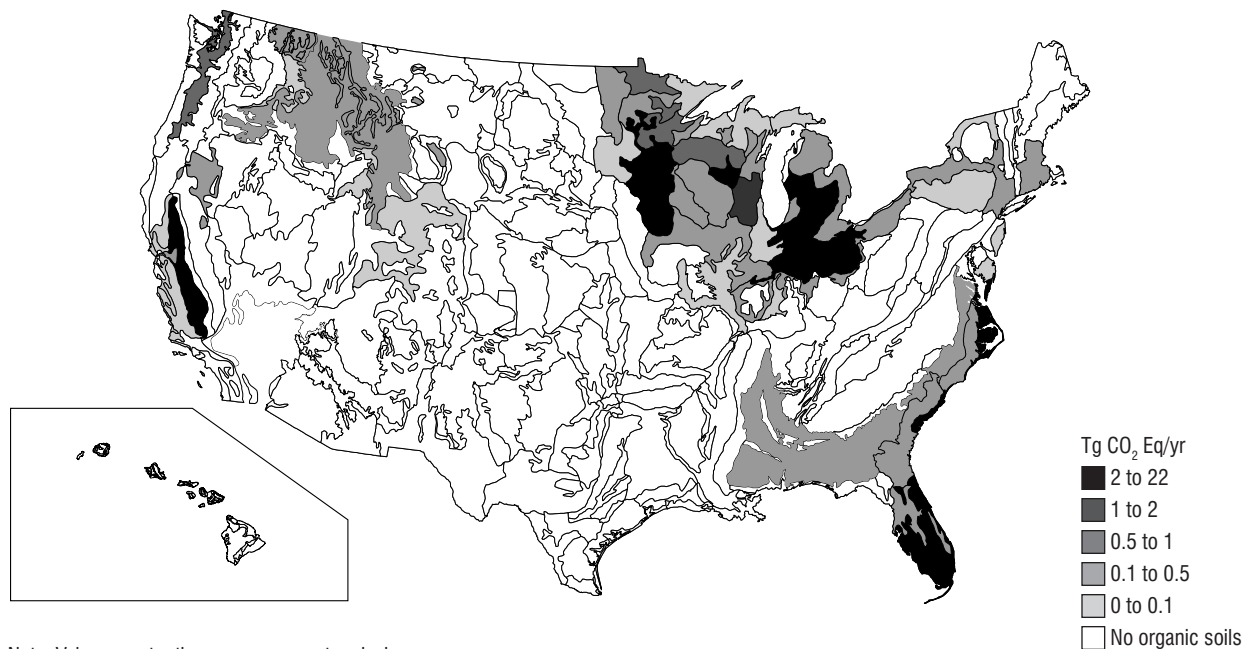 Tg CO₂ Eq/yr
2 to 22
1 to 2
0.5 to 1
0.1 to 0.5
0 to 0.1
No organic soils